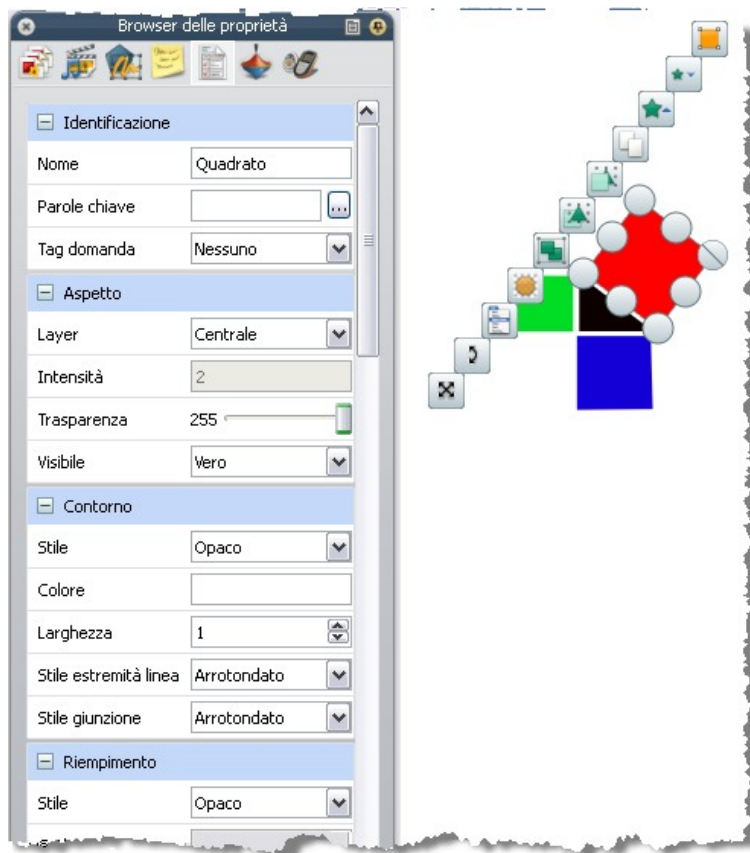 Browser delle proprietà
Identificazione
Nome Quadrato
Parole chiave ...
Tag domanda Nessuno
Aspetto
Layer Centrale
Intensità 2
Trasparenza 255
Visibile Vero
Contorno
Stile Opaco
Colore
Larghezza 1
Stile estremità linea Arrotondato
Stile giunzione Arrotondato
Riempimento
Stile Opaco